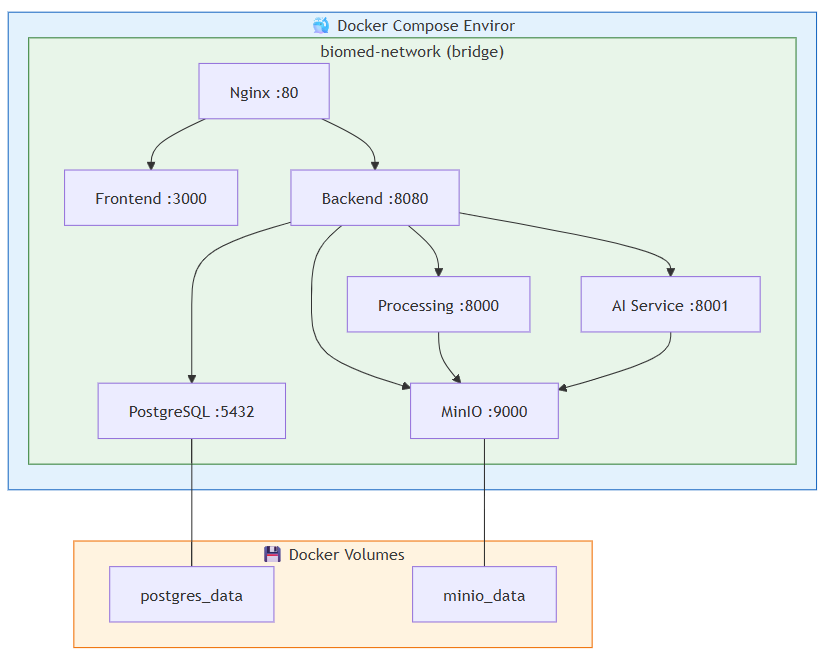 Docker Compose Enviror
biomed-network (bridge)
Nginx :80
Frontend :3000
Backend :8080
Processing :8000
AI Service :8001
PostgreSQL :5432
MinIO :9000
Docker Volumes
postgres_data
minio_data